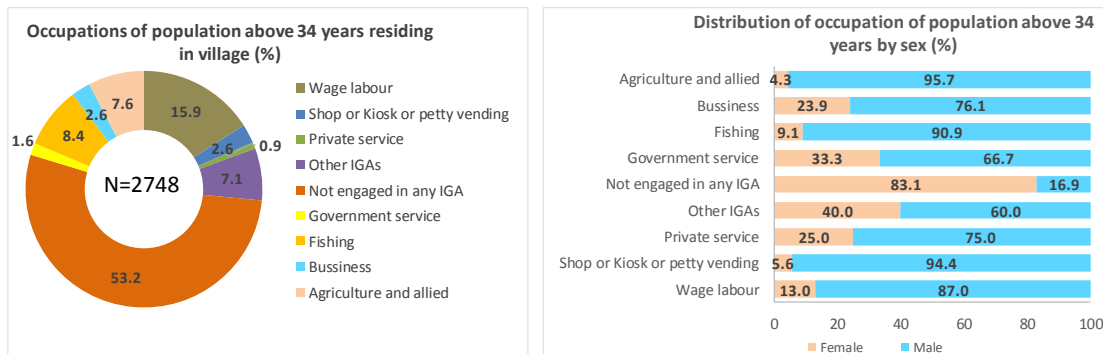 Occupations of population above 34 years residing
in village (%)
7.6
15.9
2.6
2.6
0.9
8.4
1.6
7.1
N=2748
53.2
Wage labour
Shop or Kiosk or petty vending
Private service
Other IGAs
Not engaged in any IGA
Government service
Fishing
Bussiness
Agriculture and allied
Distribution of occupation of population above 34
years by sex (%)
Agriculture and allied 4.3 95.7
Bussiness 23.9 76.1
Fishing 9.1 90.9
Government service 33.3 66.7
Not engaged in any IGA 83.1 16.9
Other IGAs 40.0 60.0
Private service 25.0 75.0
Shop or Kiosk or petty vending 5.6 94.4
Wage labour 13.0 87.0
0 20 40 60 80 100
Female Male